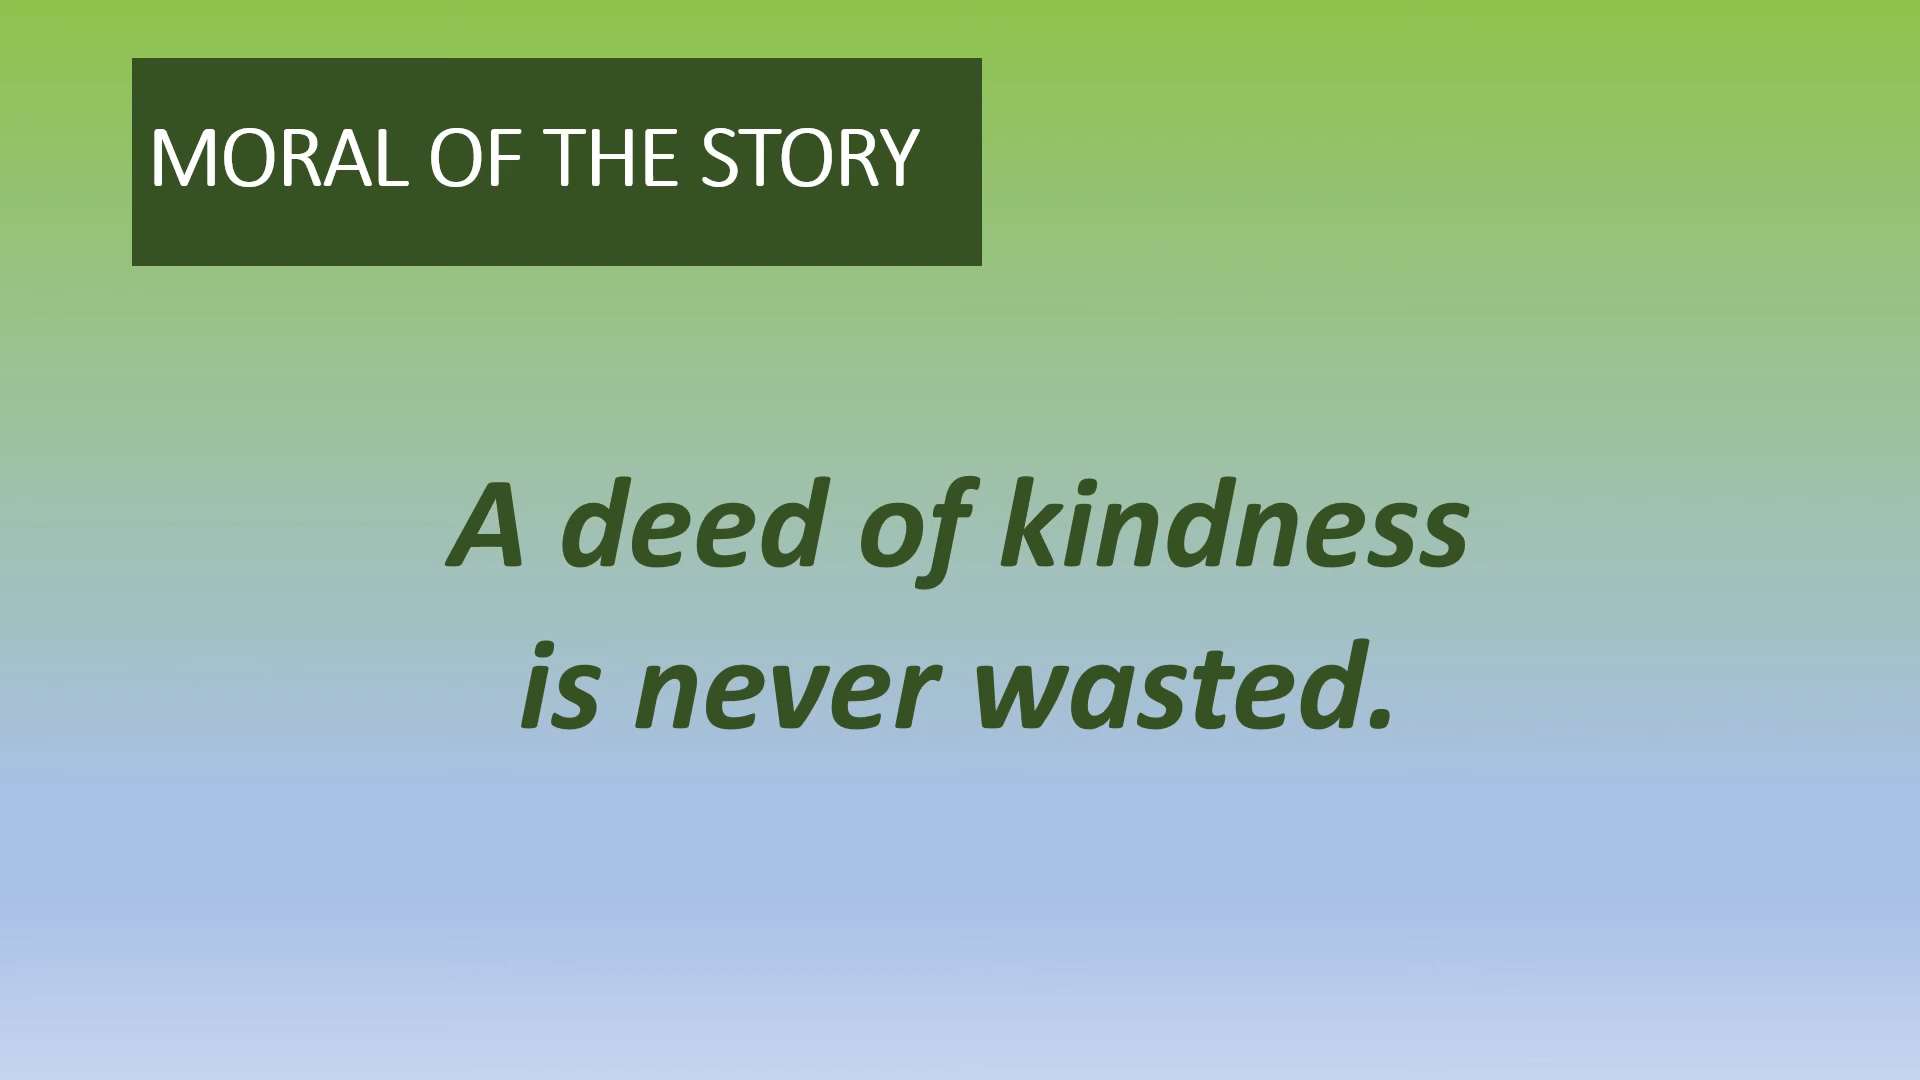 MORAL OF THE STORY
A deed of kindness
is never wasted.